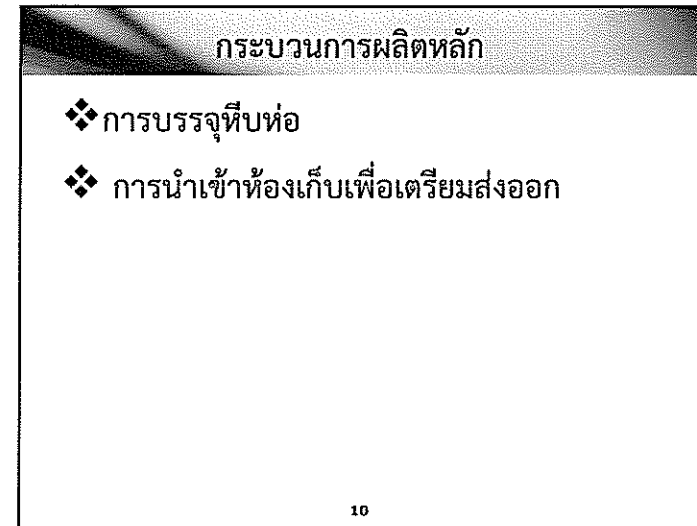 กระบวนการผลิตหลัก
❖การบรรจุหีบห่อ
❖ การนำเข้าห้องเก็บเพื่อเตรียมส่งออก
10